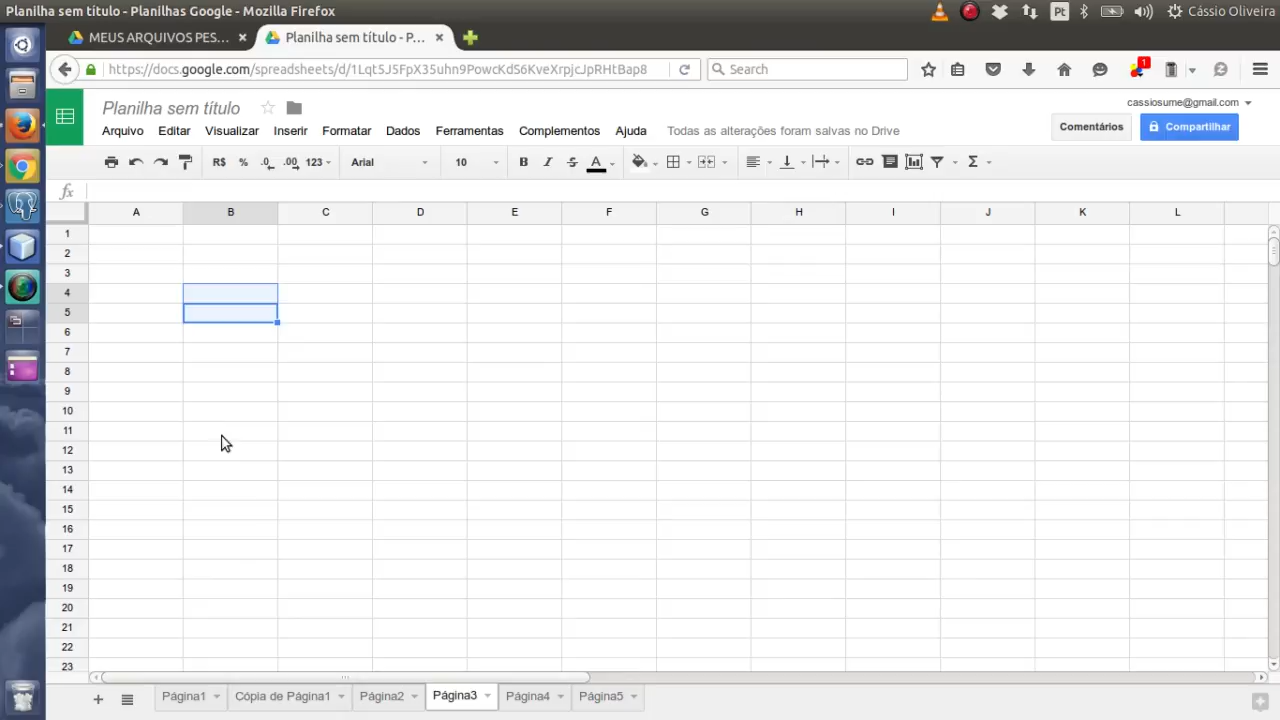 Planilha sem título - Planilhas Google - Mozilla Firefox
Pt
Cássio Oliveira
MEUS ARQUIVOS PES...
Planilha sem título - P...
https://docs.google.com/spreadsheets/d/1Lqt5J5FpX35uhn9PowcKdS6KveXrpjcJpRHtBap8
Search
1
Planilha sem título
cassiosume@gmail.com
Arquivo Editar Visualizar Inserir Formatar Dados Ferramentas Complementos Ajuda
Todas as alterações foram salvas no Drive
Comentários
Compartilhar
R$ % .0 .00 123 Arial 10 B I S A Σ
fx
A B C D E F G H I J K L
1
2
3
4
5
6
7
8
9
10
11
12
13
14
15
16
17
18
19
20
21
22
23
+ Página1 Cópia de Página1 Página2 Página3 Página4 Página5